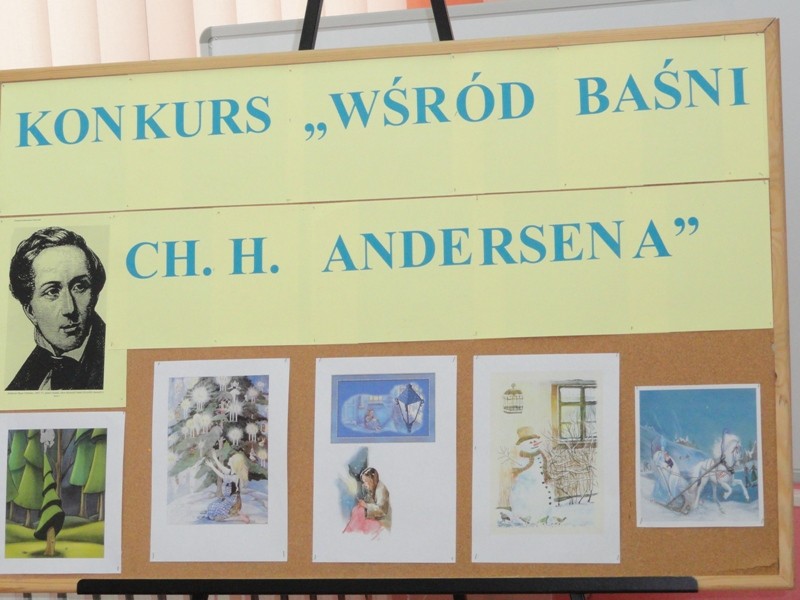 KONKURS „WŚRÓD BAŚNI
CH. H. ANDERSENA”